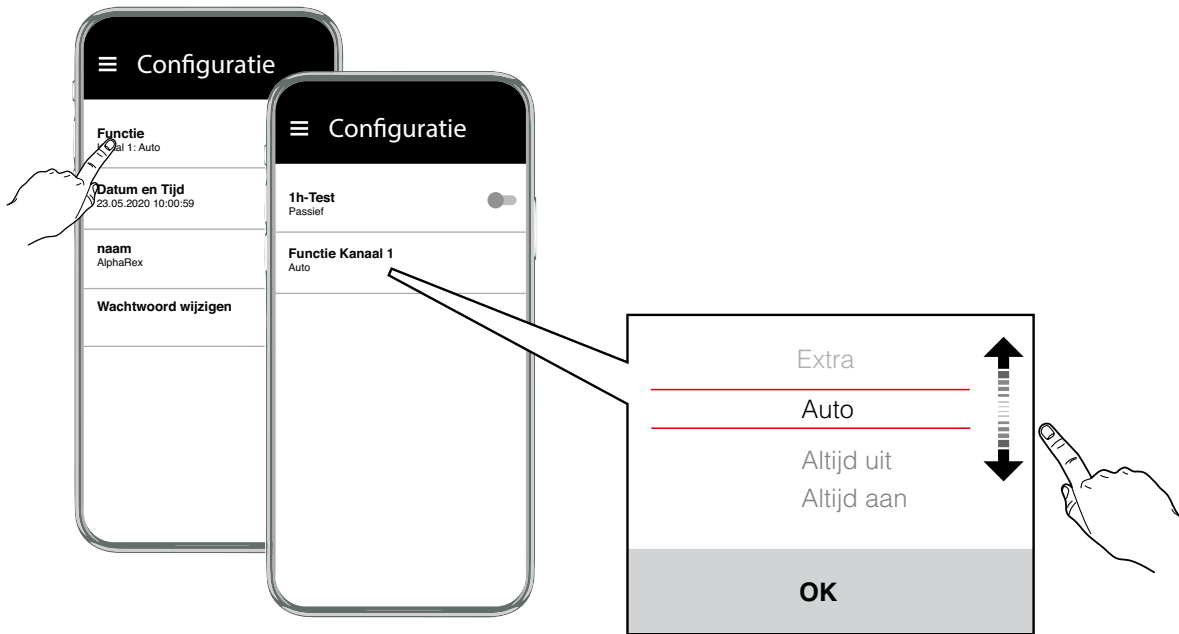 Configuratie
Functie
al 1: Auto
Datum en Tijd
23.05.2020 10:00:59
naam
AlphaRex
Wachtwoord wijzigen
Configuratie
1h-Test
Passief
Functie Kanaal 1
Auto
Extra
Auto
Altijd uit
Altijd aan
OK